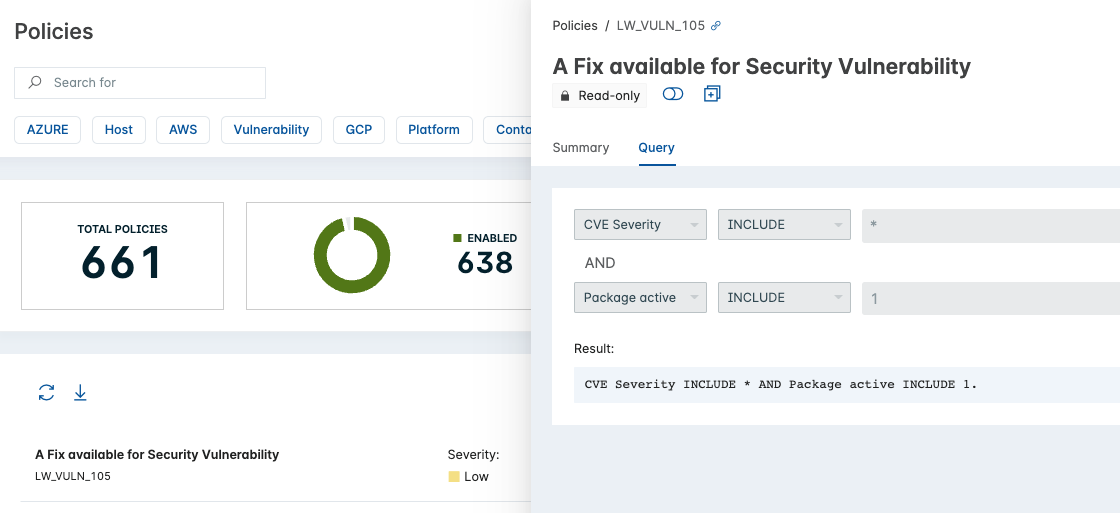 Policies
Search for
AZURE
Host
AWS
Vulnerability
GCP
Platform
Conta
TOTAL POLICIES
661
ENABLED
638
A Fix available for Security Vulnerability
LW_VULN_105
Severity:
Low
Policies / LW_VULN_105
A Fix available for Security Vulnerability
Read-only
Summary
Query
CVE Severity
INCLUDE
*
AND
Package active
INCLUDE
1
Result:
CVE Severity INCLUDE * AND Package active INCLUDE 1.